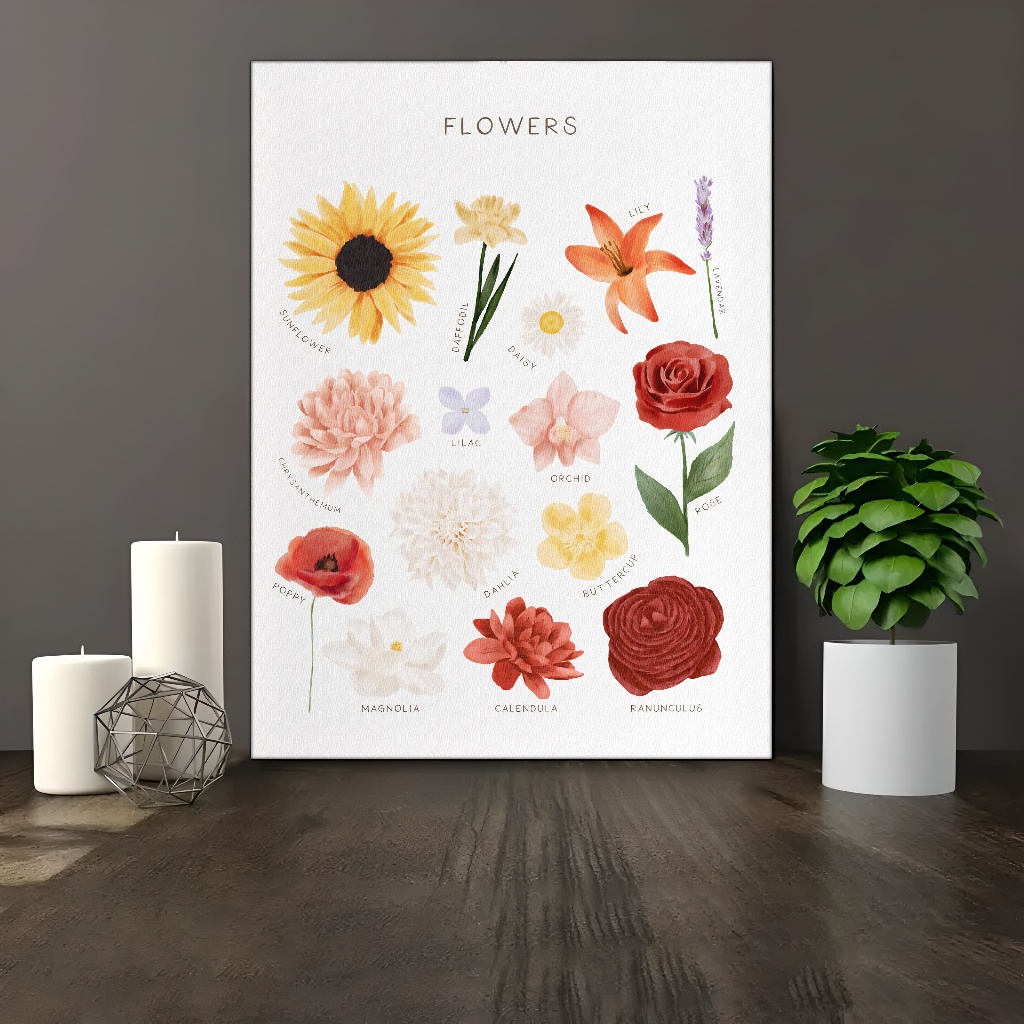 FLOWERS
SUNFLOWER
DAFFODIL
DAISY
LILY
LAVENDAR
CHRYSANTHEMUM
LILAC
ORCHID
ROSE
POPPY
DAHLIA
BUTTERCUP
MAGNOLIA
CALENDULA
RANUNCULUS